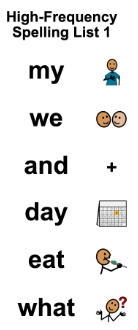 High-Frequency
Spelling List 1
my
we
and +
day
eat
what ?